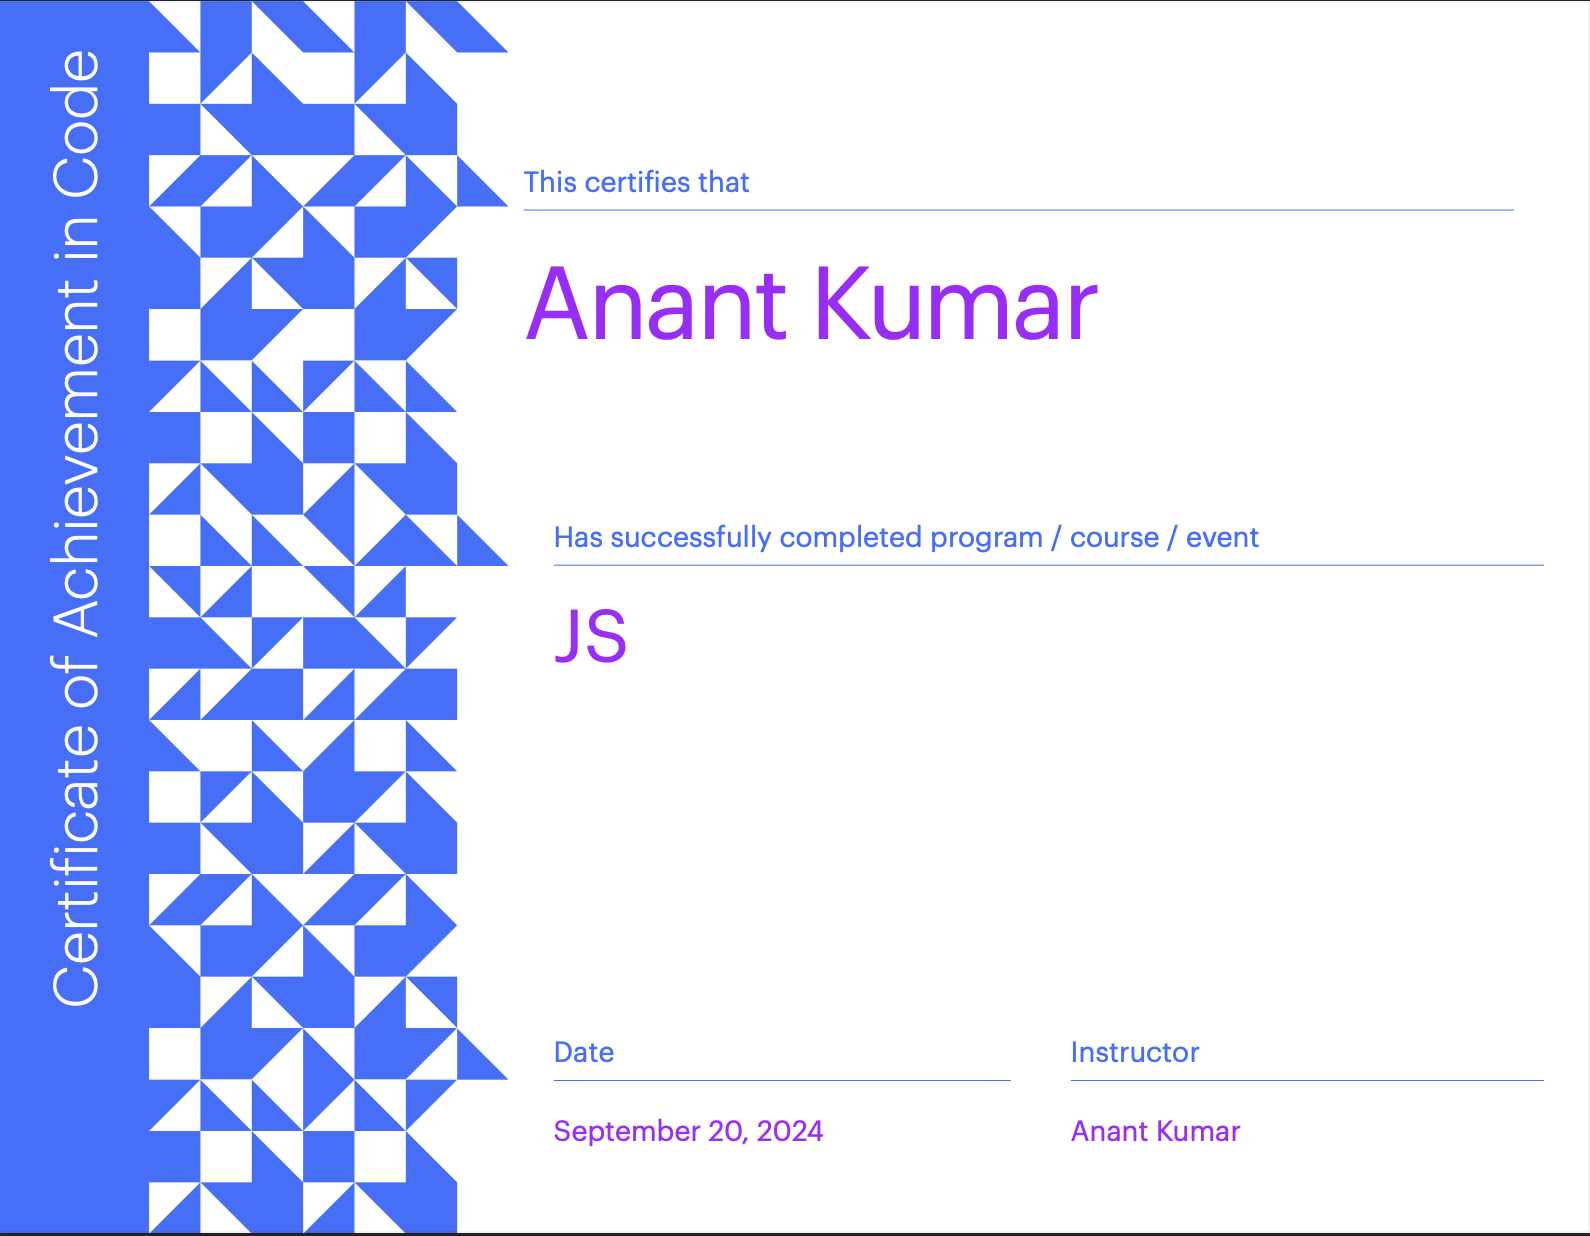 Certificate of Achievement in Code
This certifies that
Anant Kumar
Has successfully completed program / course / event
JS
Date
September 20, 2024
Instructor
Anant Kumar